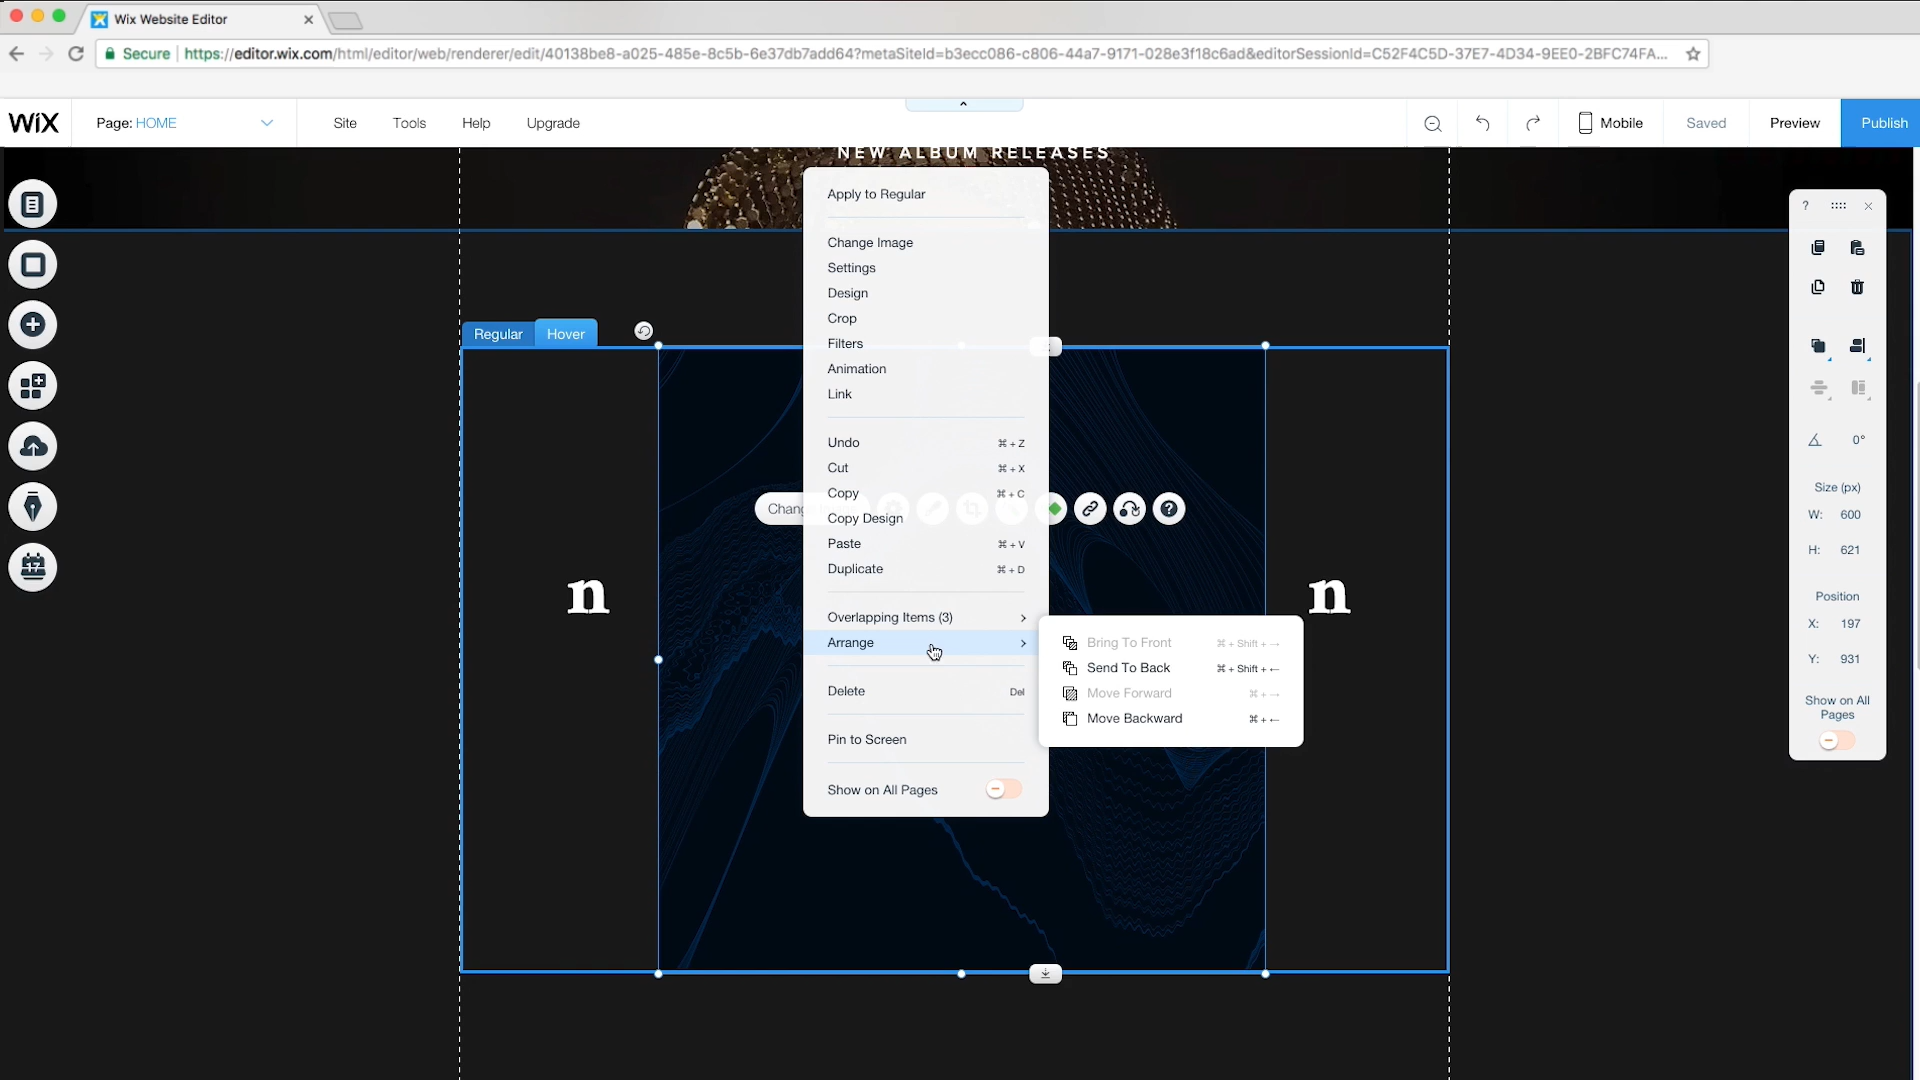 Wix Website Editor
Secure https://editor.wix.com/html/editor/web/renderer/edit/40138be8-a025-485e-8c5b-6e37db7add64?metaSiteId=b3ecc086-c806-44a7-9171-028e3f18c6ad&editorSessionId=C52F4C5D-37E7-4D34-9EE0-2BFC74FA...
WiX Page: HOME Site Tools Help Upgrade Mobile Saved Preview Publish
NEW ALBUM RELEASES
Apply to Regular
Change Image
Settings
Design
Crop
Filters
Animation
Link
Undo ⌘ + Z
Cut ⌘ + X
Copy ⌘ + C
Copy Design
Paste ⌘ + V
Duplicate ⌘ + D
Overlapping Items (3) >
Arrange >
Delete Del
Pin to Screen
Show on All Pages
Bring To Front ⌘ + Shift + →
Send To Back ⌘ + Shift + ←
Move Forward ⌘ + →
Move Backward ⌘ + ←
Regular Hover
Chang
?
n n
17
? ×
0°
Size (px)
W: 600
H: 621
Position
X: 197
Y: 931
Show on All
Pages